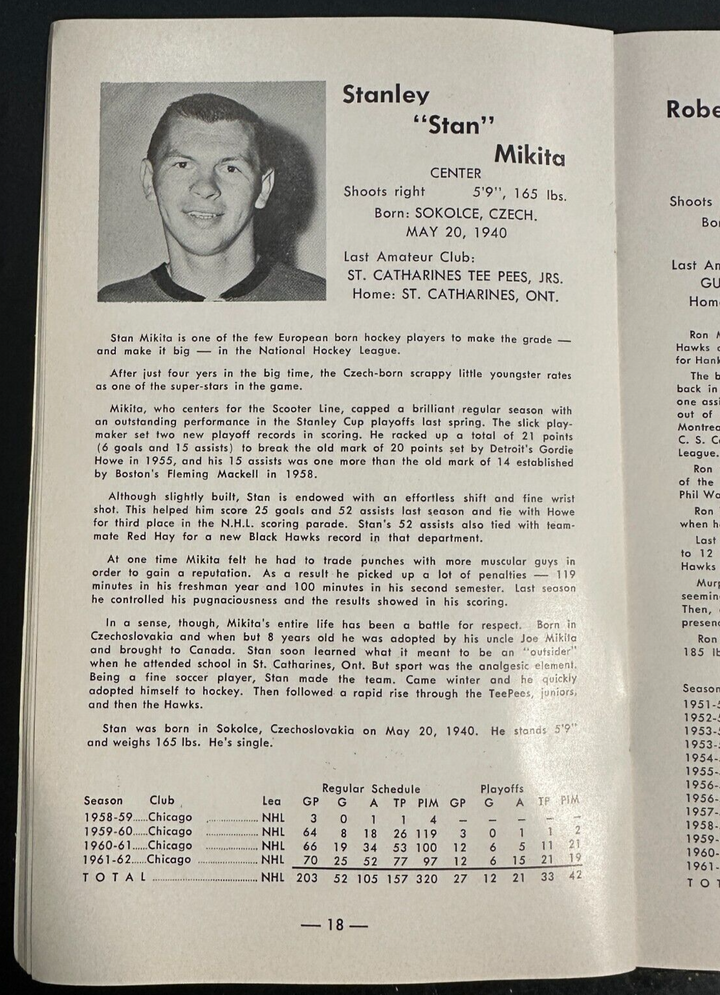 Stanley
"Stan"
Mikita
CENTER
Shoots right 5'9", 165 lbs.
Born: SOKOLCE, CZECH.
MAY 20, 1940
Last Amateur Club:
ST. CATHARINES TEE PEES, JRS.
Home: ST. CATHARINES, ONT.
Stan Mikita is one of the few European born hockey players to make the grade —
and make it big — in the National Hockey League.
After just four yers in the big time, the Czech-born scrappy little youngster rates
as one of the super-stars in the game.
Mikita, who centers for the Scooter Line, capped a brilliant regular season with
an outstanding performance in the Stanley Cup playoffs last spring. The slick play-
maker set two new playoff records in scoring. He racked up a total of 21 points
(6 goals and 15 assists) to break the old mark of 20 points set by Detroit's Gordie
Howe in 1955, and his 15 assists was one more than the old mark of 14 established
by Boston's Fleming Mackell in 1958.
Although slightly built, Stan is endowed with an effortless shift and fine wrist
shot. This helped him score 25 goals and 52 assists last season and tie with Howe
for third place in the N.H.L. scoring parade. Stan's 52 assists also tied with team-
mate Red Hay for a new Black Hawks record in that department.
At one time Mikita felt he had to trade punches with more muscular guys in
order to gain a reputation. As a result he picked up a lot of penalties — 119
minutes in his freshman year and 100 minutes in his second semester. Last season
he controlled his pugnaciousness and the results showed in his scoring.
In a sense, though, Mikita's entire life has been a battle for respect. Born in
Czechoslovakia and when but 8 years old he was adopted by his uncle Joe Mikita
and brought to Canada. Stan soon learned what it meant to be an "outsider"
when he attended school in St. Catharines, Ont. But sport was the analgesic element.
Being a fine soccer player, Stan made the team. Came winter and he quickly
adopted himself to hockey. Then followed a rapid rise through the TeePees, juniors,
and then the Hawks.
Stan was born in Sokolce, Czechoslovakia on May 20, 1940. He stands 5'9"
and weighs 165 lbs. He's single.
Regular Schedule Playoffs
Season Club Lea GP G A TP PIM GP G A TP PIM
1958-59......Chicago .................... NHL 3 0 1 1 4 – – – – –
1959-60......Chicago .................... NHL 64 8 18 26 119 3 0 1 1 2
1960-61......Chicago .................... NHL 66 19 34 53 100 12 6 5 11 21
1961-62......Chicago .................... NHL 70 25 52 77 97 12 6 15 21 19
TOTAL .............................. NHL 203 52 105 157 320 27 12 21 33 42
— 18 —
Robe
Shoots
Bo
Last Am
GU
Home
Ron
Hawks
for Hank
The b
back in
one assi
out of
Montrea
C. S. C
League.
Ron
of the
Phil Wa
Ron
when h
Last
to 12
Hawks
Mur
seemin
Then,
presenc
Ron
185 lb
Season
1951-5
1952-
1953-
1953-
1954-
1955-
1956-
1956-
1957-
1958-
1959-
1960-
1961-
TOT